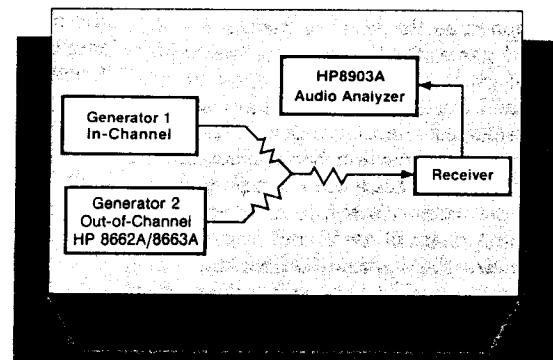 HP8903A
Audio Analyzer
Generator 1
In-Channel
Receiver
Generator 2
Out-of-Channel
HP 8662A/8663A